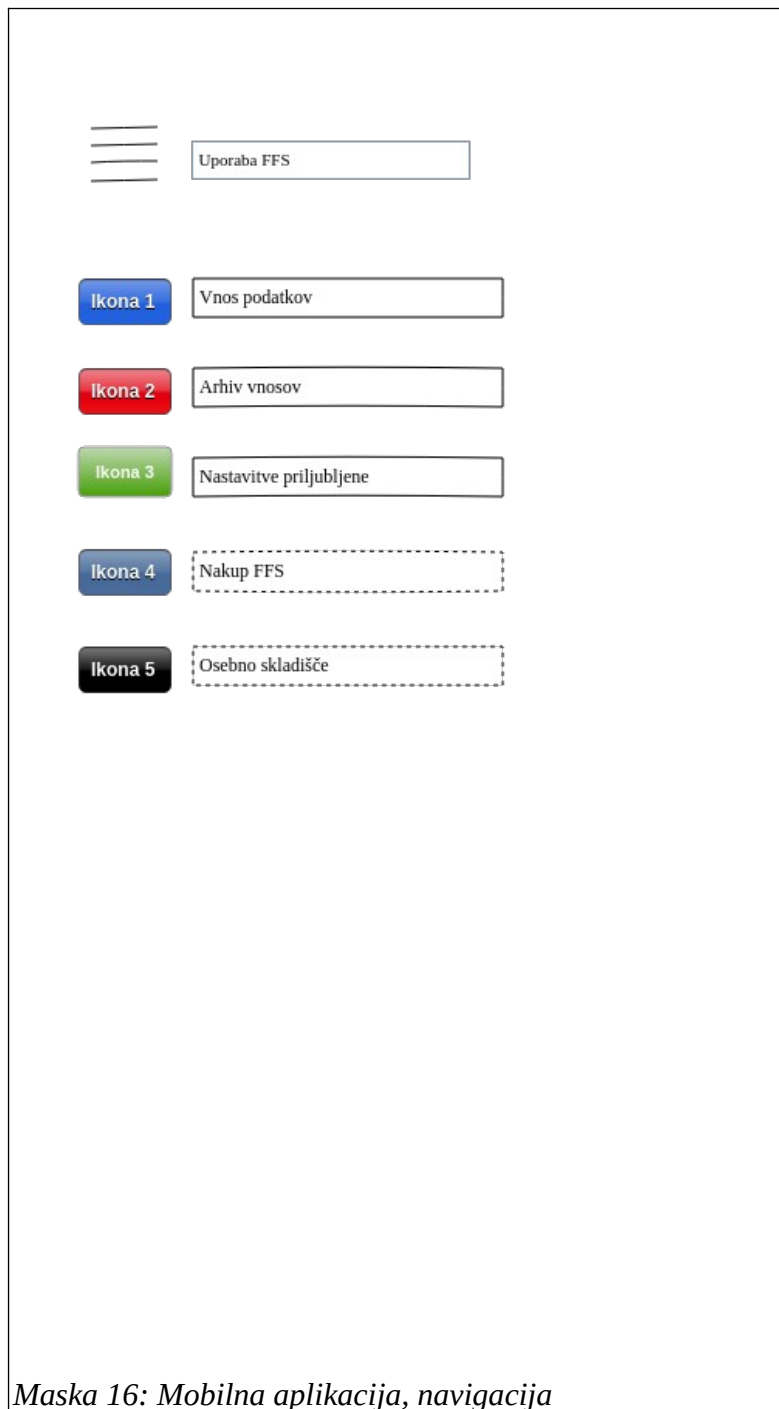 Uporaba FFS
Ikona 1 Vnos podatkov
Ikona 2 Arhiv vnosov
Ikona 3 Nastavitve priljubljene
Ikona 4 Nakup FFS
Ikona 5 Osebno skladišče
Maska 16: Mobilna aplikacija, navigacija